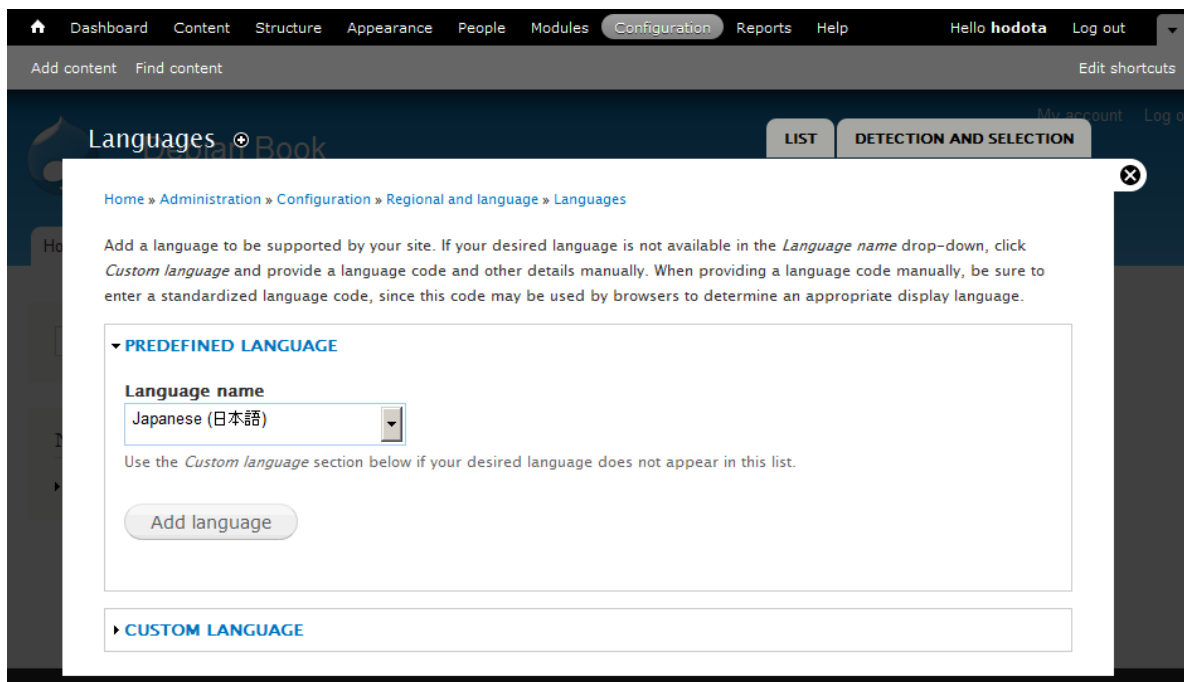 Dashboard Content Structure Appearance People Modules Configuration Reports Help Hello hodota Log out
Add content Find content Edit shortcuts
My account Log o
Debian Book
Languages LIST DETECTION AND SELECTION
Home » Administration » Configuration » Regional and language » Languages
Ho
Add a language to be supported by your site. If your desired language is not available in the Language name drop-down, click
Custom language and provide a language code and other details manually. When providing a language code manually, be sure to
enter a standardized language code, since this code may be used by browsers to determine an appropriate display language.
PREDEFINED LANGUAGE
Language name
Japanese (日本語)
Use the Custom language section below if your desired language does not appear in this list.
Add language
CUSTOM LANGUAGE